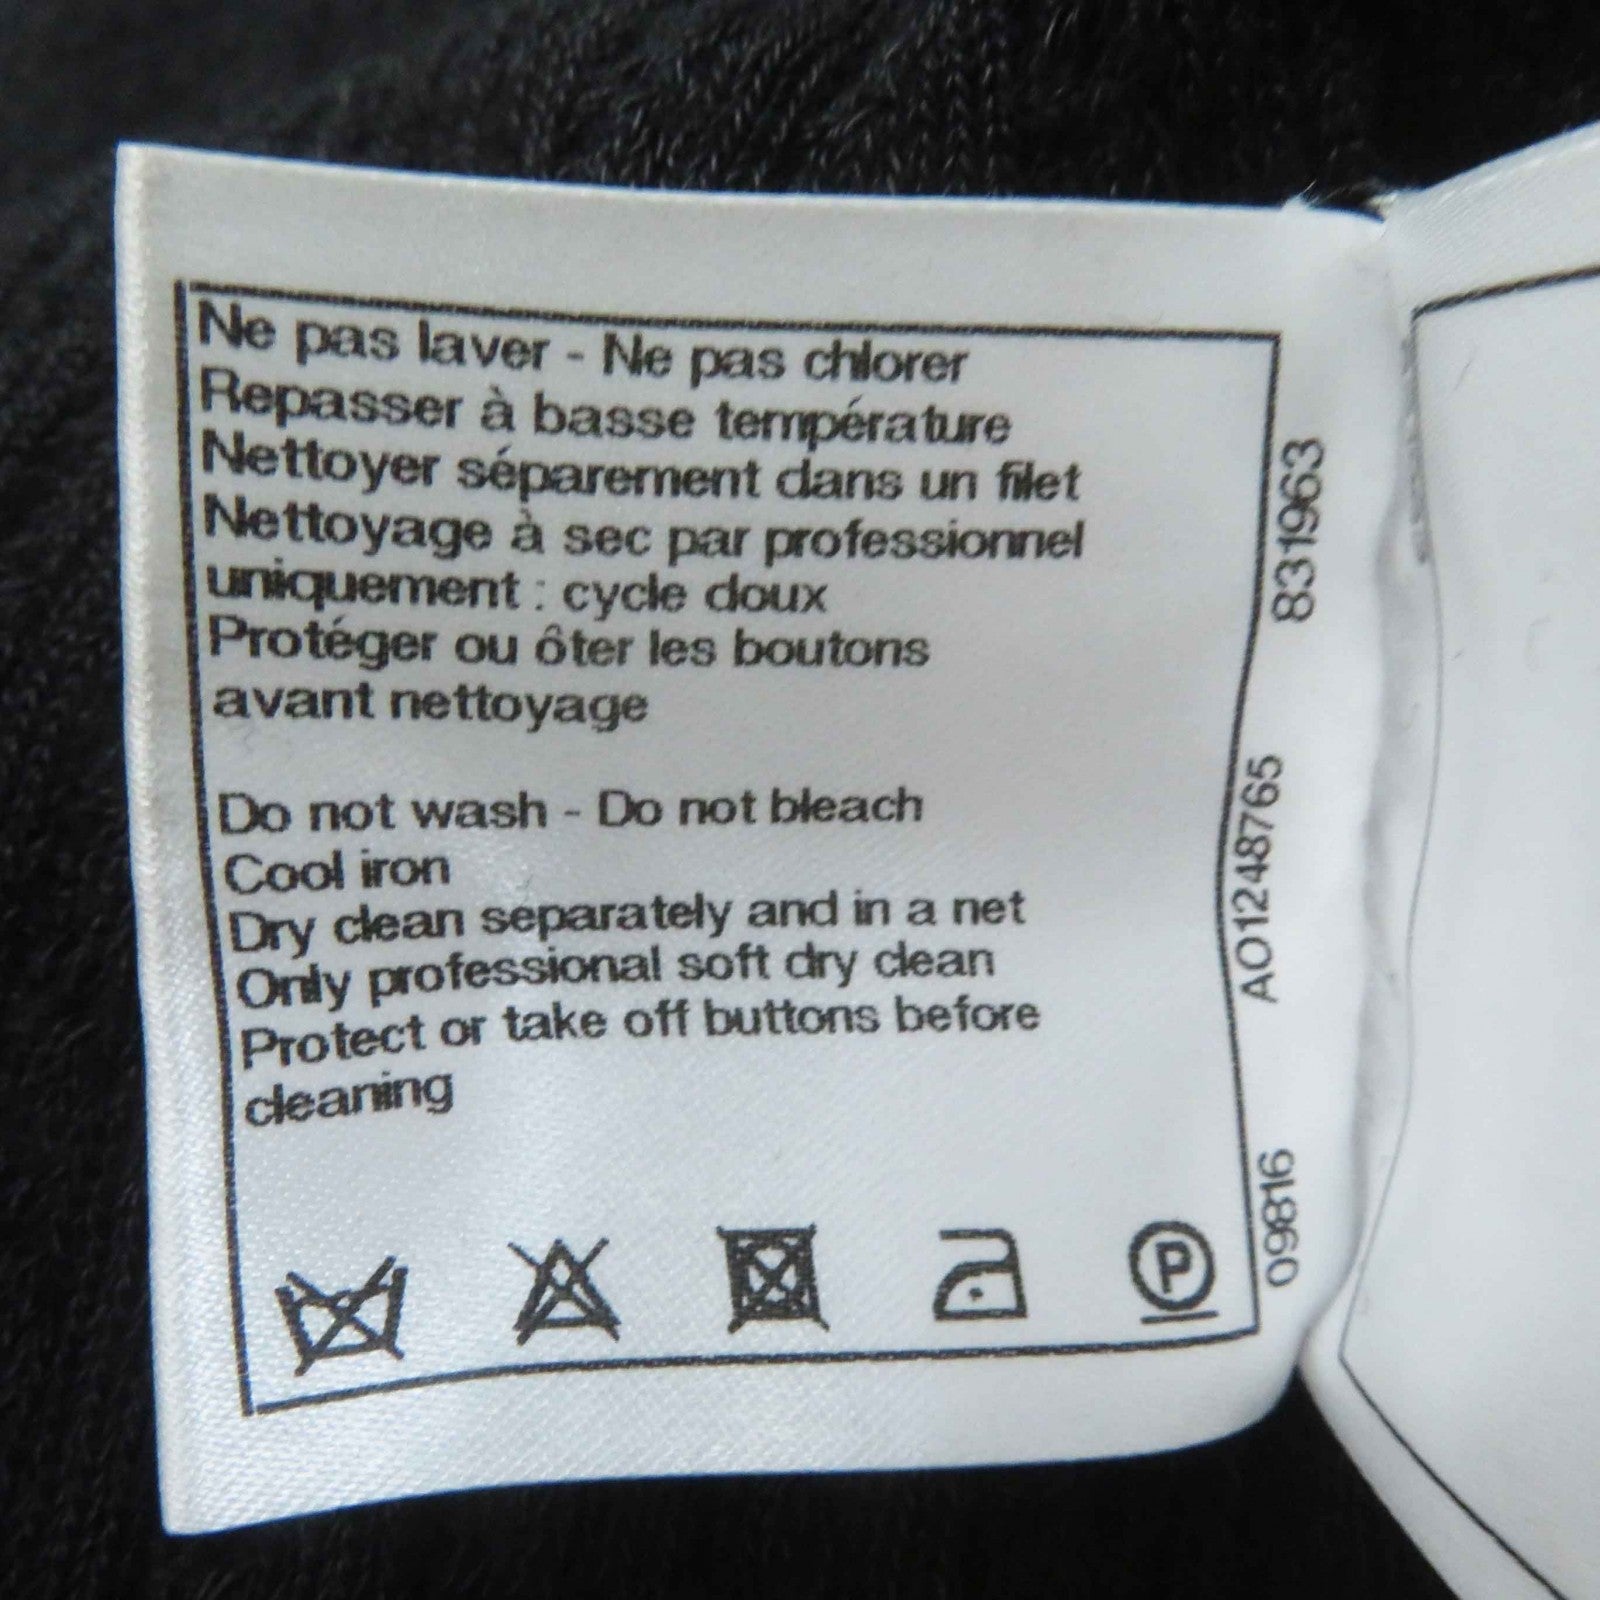 Ne pas laver - Ne pas chlorer
Repasser à basse température
Nettoyer séparement dans un filet
Nettoyage à sec par professionnel
uniquement : cycle doux
Protéger ou ôter les boutons
avant nettoyage
Do not wash - Do not bleach
Cool iron
Dry clean separately and in a net
Only professional soft dry clean
Protect or take off buttons before
cleaning
P
831963
AO1248765
09816